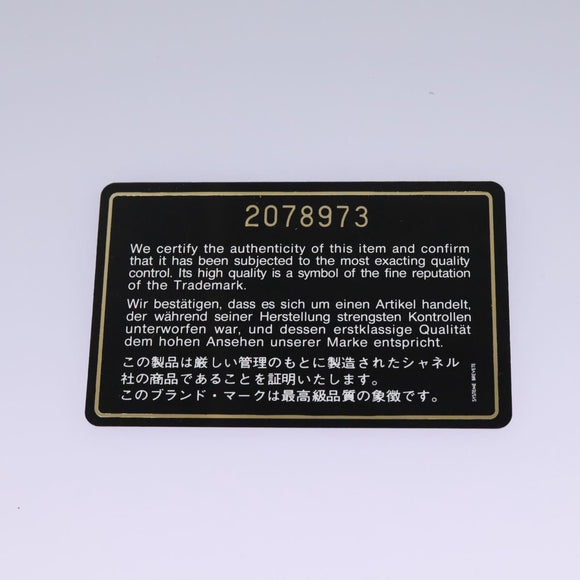 2078973
We certify the authenticity of this item and confirm
that it has been subjected to the most exacting quality
control. Its high quality is a symbol of the fine reputation
of the Trademark.
Wir bestätigen, dass es sich um einen Artikel handelt,
der während seiner Herstellung strengsten Kontrollen
unterworfen war, und dessen erstklassige Qualität
dem hohen Ansehen unserer Marke entspricht.
この製品は厳しい管理のもとに製造されたシャネル
社の商品であることを証明いたします。
このブランド・マークは最高級品質の象徴です。
SYSTEME BREVETE